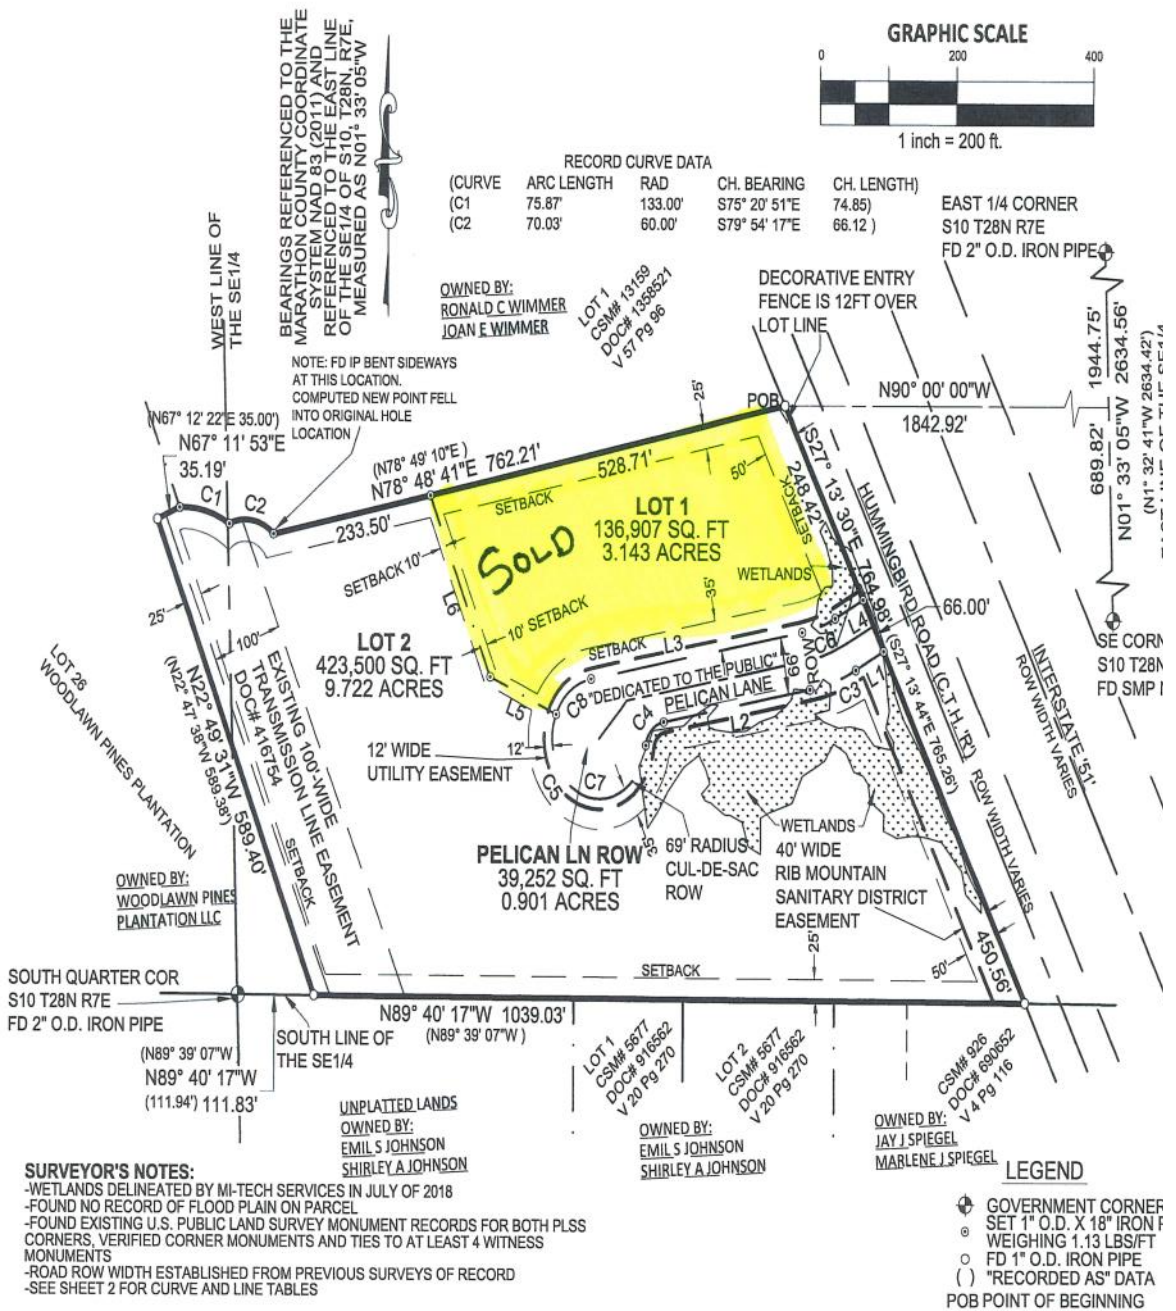 GRAPHIC SCALE
0 200 400
1 inch = 200 ft.
BEARINGS REFERENCED TO THE
MARATHON COUNTY COORDINATE
SYSTEM NAD 83 (2011) AND
REFERENCED TO THE EAST LINE
OF THE SE1/4 OF S10, T28N, R7E,
MEASURED AS N01° 33' 05"W
RECORD CURVE DATA
(CURVE ARC LENGTH RAD CH. BEARING CH. LENGTH)
(C1 75.87' 133.00' S75° 20' 51"E 74.85)
(C2 70.03' 60.00' S79° 54' 17"E 66.12 )
EAST 1/4 CORNER
S10 T28N R7E
FD 2" O.D. IRON PIPE
WEST LINE OF
THE SE1/4
OWNED BY:
RONALD C WIMMER
JOAN E WIMMER
LOT 1
CSM# 13159
DOC# 1358521
V 57 Pg 96
DECORATIVE ENTRY
FENCE IS 12FT OVER
LOT LINE
NOTE: FD IP BENT SIDEWAYS
AT THIS LOCATION.
COMPUTED NEW POINT FELL
INTO ORIGINAL HOLE
LOCATION
POB
N90° 00' 00"W
1842.92'
689.82' 1944.75'
N01° 33' 05"W 2634.56'
(N1° 32' 41"W 2634.42')
(N67° 12' 22"E 35.00')
N67° 11' 53"E
35.19'
C1
C2
(N78° 49' 10"E)
N78° 48' 41"E 762.21'
528.71'
233.50'
25'
50'
SETBACK
LOT 1
136,907 SQ. FT
3.143 ACRES
SOLD
SETBACK
248.42'
(S27° 13' 30"E 764.98')
HUMMINGBIRD ROAD (C.T.H. 'R')
ROW WIDTH VARIES
WETLANDS
SETBACK 10'
L6
10' SETBACK
35'
SETBACK
L3
C6
L4
66.00'
(S27° 13' 44"E 765.26')
INTERSTATE '51'
ROW WIDTH VARIES
SE CORN
S10 T28N
FD SMP
25'
100'
LOT 2
423,500 SQ. FT
9.722 ACRES
"DEDICATED TO THE PUBLIC"
PELICAN LANE
66'
ROW
C8
C4
L2
C3
L1
L5
12'
12' WIDE
UTILITY EASEMENT
C5
C7
35'
LOT 26
WOODLAWN PINES PLANTATION
N22° 49' 31"W 589.40'
(N22° 47' 38"W 589.38')
EXISTING 100'-WIDE
TRANSMISSION LINE EASEMENT
DOC# 416754
SETBACK
PELICAN LN ROW
39,252 SQ. FT
0.901 ACRES
69' RADIUS
CUL-DE-SAC
ROW
WETLANDS
40' WIDE
RIB MOUNTAIN
SANITARY DISTRICT
EASEMENT
OWNED BY:
WOODLAWN PINES
PLANTATION LLC
SETBACK
25'
50'
450.56'
ROW WIDTH VARIES
SOUTH QUARTER COR
S10 T28N R7E
FD 2" O.D. IRON PIPE
SOUTH LINE OF
THE SE1/4
N89° 40' 17"W 1039.03'
(N89° 39' 07"W )
(N89° 39' 07"W
N89° 40' 17"W
(111.94') 111.83'
LOT 1
CSM# 5677
DOC# 916562
V 20 Pg 270
LOT 2
CSM# 5677
DOC# 916562
V 20 Pg 270
CSM# 926
DOC# 690652
V 4 Pg 116
UNPLATTED LANDS
OWNED BY:
EMIL S JOHNSON
SHIRLEY A JOHNSON
OWNED BY:
EMIL S JOHNSON
SHIRLEY A JOHNSON
OWNED BY:
JAY J SPIEGEL
MARLENE J SPIEGEL
SURVEYOR'S NOTES:
-WETLANDS DELINEATED BY MI-TECH SERVICES IN JULY OF 2018
-FOUND NO RECORD OF FLOOD PLAIN ON PARCEL
-FOUND EXISTING U.S. PUBLIC LAND SURVEY MONUMENT RECORDS FOR BOTH PLSS
CORNERS, VERIFIED CORNER MONUMENTS AND TIES TO AT LEAST 4 WITNESS
MONUMENTS
-ROAD ROW WIDTH ESTABLISHED FROM PREVIOUS SURVEYS OF RECORD
-SEE SHEET 2 FOR CURVE AND LINE TABLES
LEGEND
GOVERNMENT CORNER
SET 1" O.D. X 18" IRON
WEIGHING 1.13 LBS/FT
FD 1" O.D. IRON PIPE
( ) "RECORDED AS" DATA
POB POINT OF BEGINNING